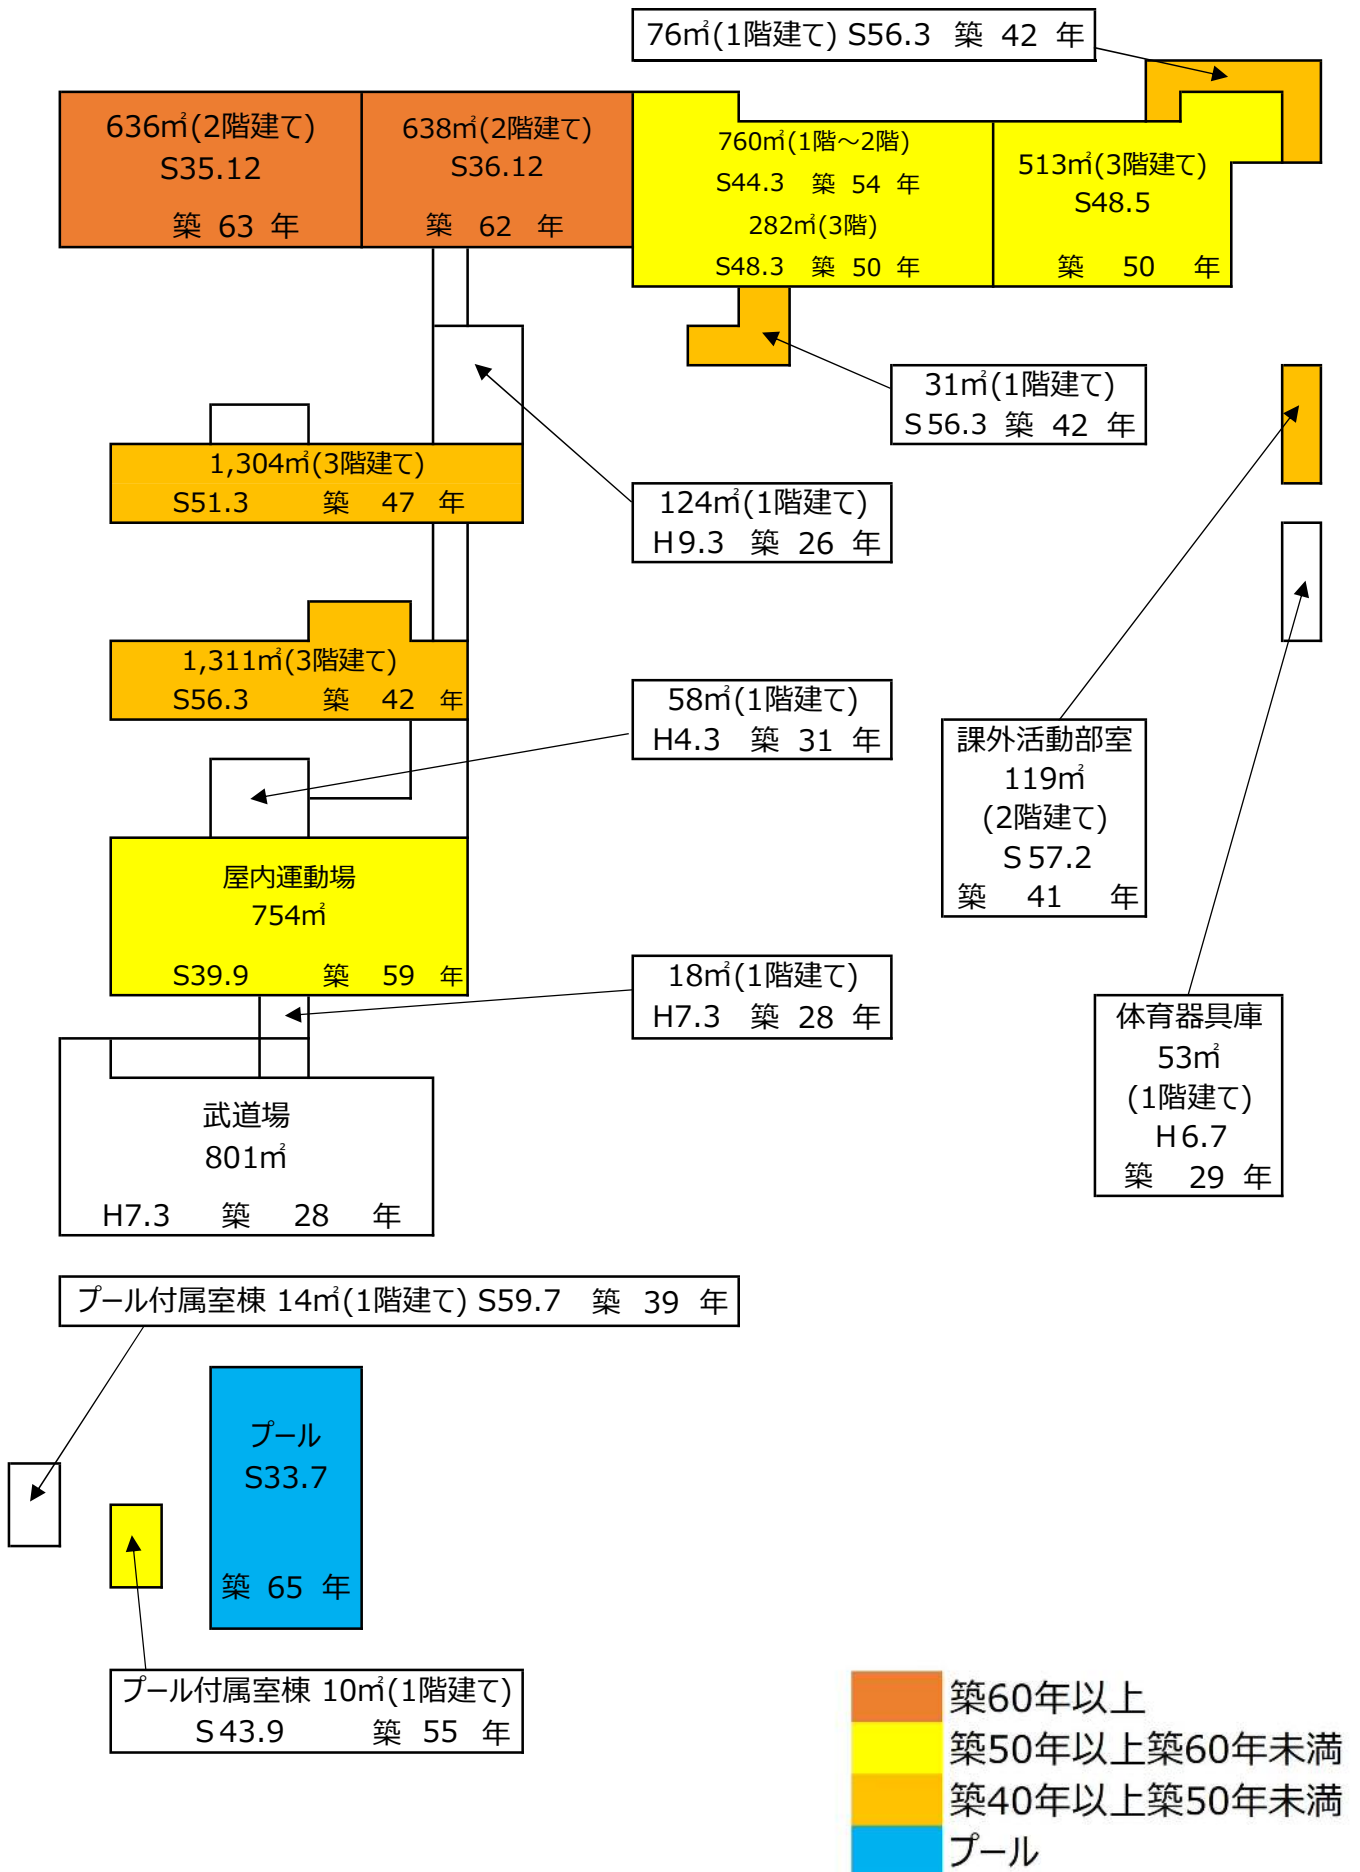 76㎡(1階建て) S56.3 築 42 年
636㎡(2階建て)
S35.12
築 63 年
638㎡(2階建て)
S36.12
築 62 年
760㎡(1階～2階)
S44.3 築 54 年
282㎡(3階)
S48.3 築 50 年
513㎡(3階建て)
S48.5
築 50 年
31㎡(1階建て)
S56.3 築 42 年
1,304㎡(3階建て)
S51.3 築 47 年
124㎡(1階建て)
H9.3 築 26 年
1,311㎡(3階建て)
S56.3 築 42 年
58㎡(1階建て)
H4.3 築 31 年
課外活動部室
119㎡
(2階建て)
S57.2
築 41 年
屋内運動場
754㎡
S39.9 築 59 年
18㎡(1階建て)
H7.3 築 28 年
体育器具庫
53㎡
(1階建て)
H6.7
築 29 年
武道場
801㎡
H7.3 築 28 年
プール付属室棟 14㎡(1階建て) S59.7 築 39 年
プール
S33.7
築 65 年
プール付属室棟 10㎡(1階建て)
S43.9 築 55 年
築60年以上
築50年以上築60年未満
築40年以上築50年未満
プール